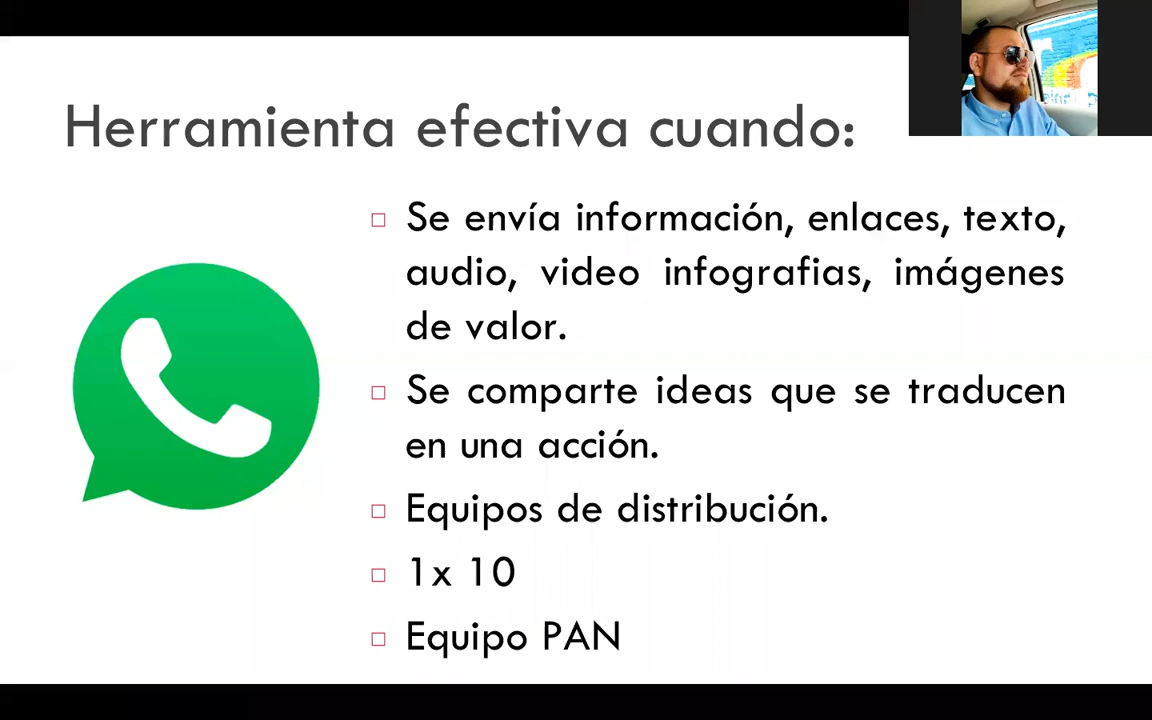 Herramienta efectiva cuando:
Se envía información, enlaces, texto,
audio, video infografias, imágenes
de valor.
Se comparte ideas que se traducen
en una acción.
Equipos de distribución.
1x 10
Equipo PAN